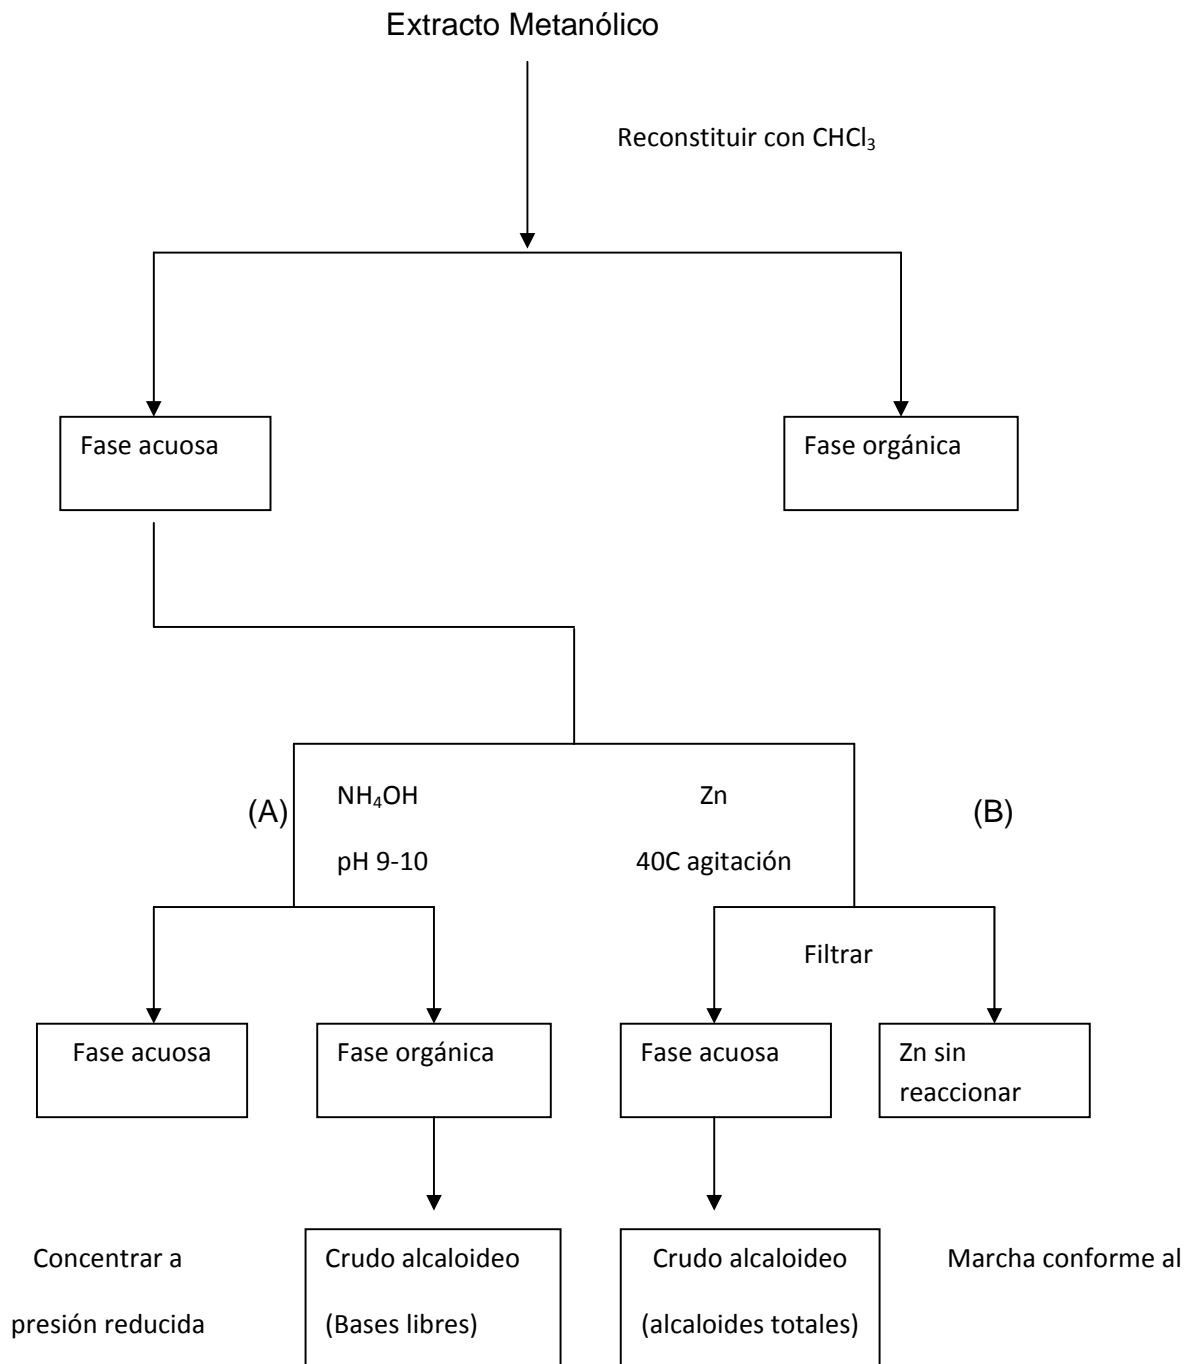 Extracto Metanólico
Reconstituir con CHCl₃
Fase acuosa
Fase orgánica
(A)
NH₄OH
pH 9-10
Zn
40C agitación
(B)
Filtrar
Fase acuosa
Fase orgánica
Fase acuosa
Zn sin
reaccionar
Concentrar a
presión reducida
Crudo alcaloideo
(Bases libres)
Crudo alcaloideo
(alcaloides totales)
Marcha conforme al